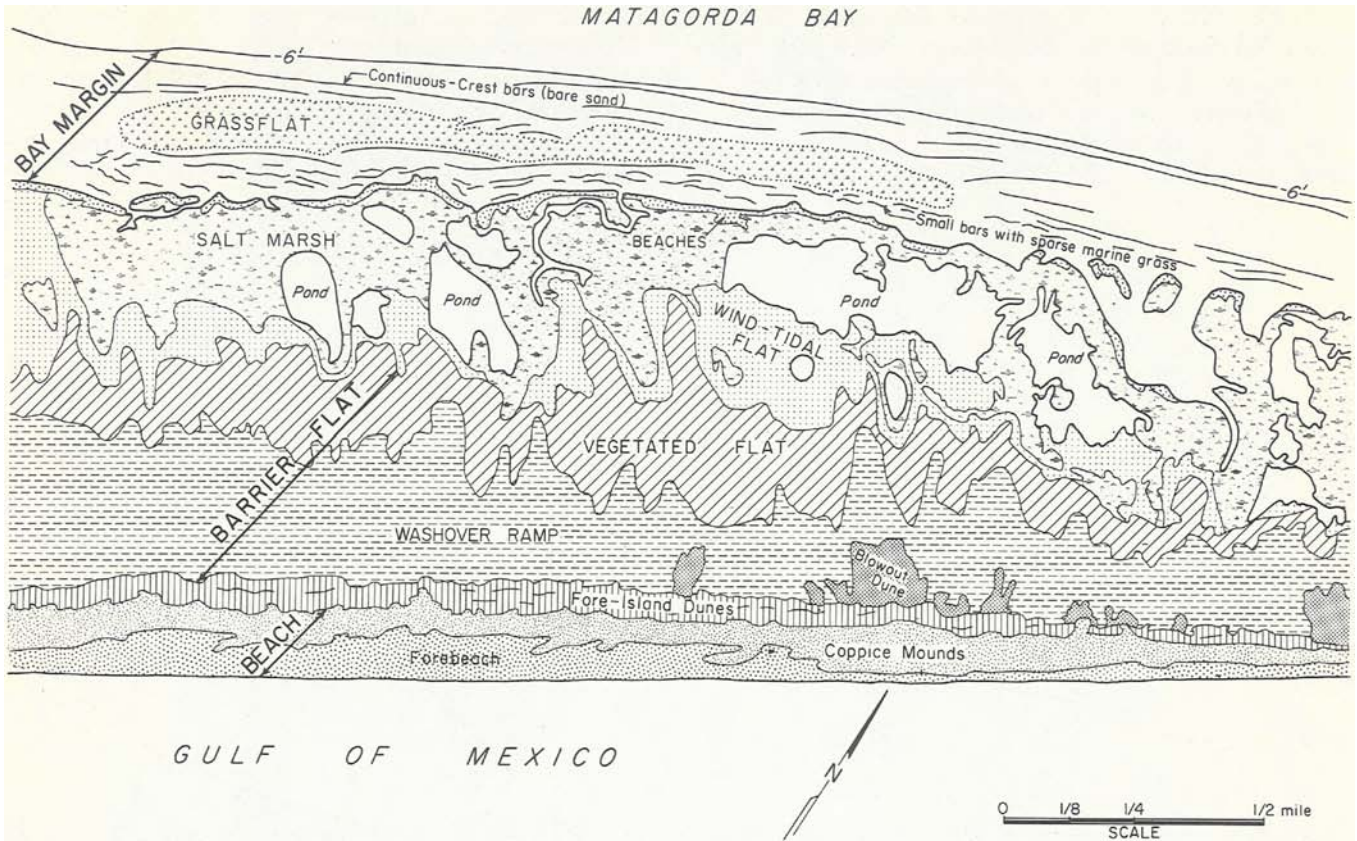 MATAGORDA BAY
-6'-
Continuous-Crest bars (bare sand)
BAY MARGIN
GRASSFLAT
-6'-
Small bars with sparse marine grass
SALT MARSH
BEACHES
Pond
Pond
Pond
WIND-TIDAL
FLAT
Pond
BARRIER FLAT
VEGETATED FLAT
WASHOVER RAMP
Blowout
Dune
Fore-Island Dunes
BEACH
Forebeach
Coppice Mounds
GULF OF MEXICO
N
0 1/8 1/4 1/2 mile
SCALE